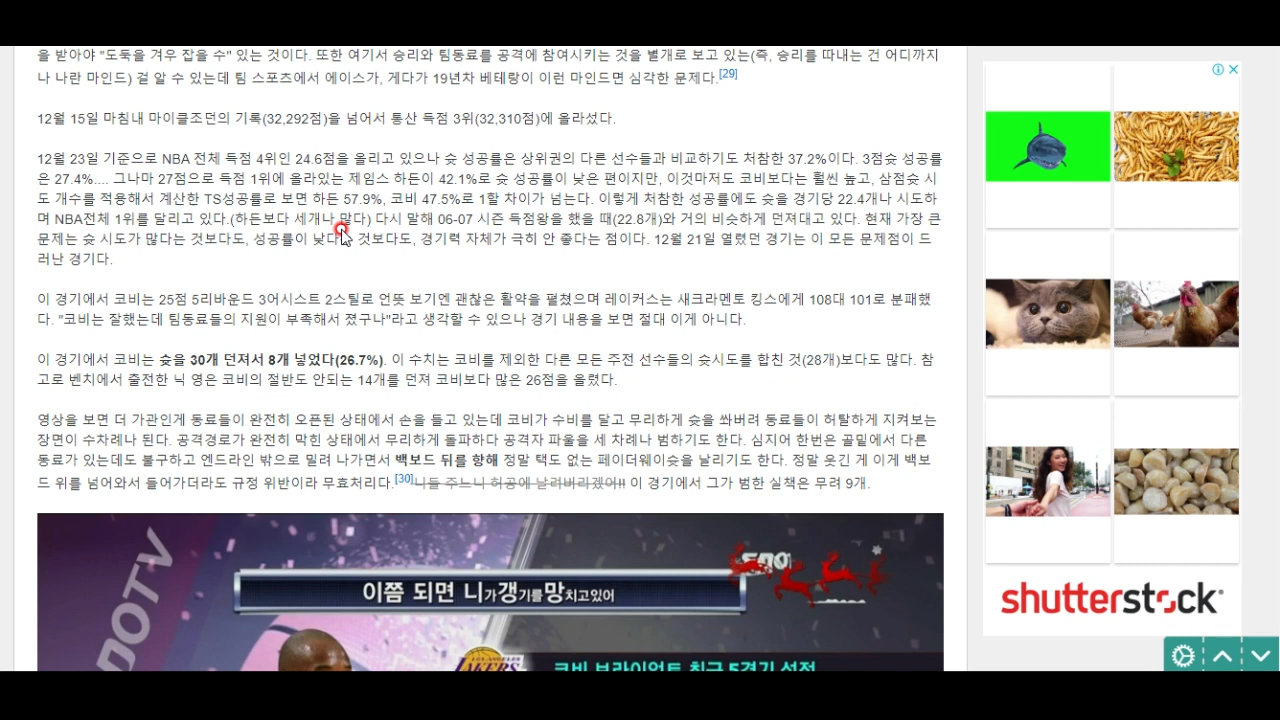 을 받아야 "도둑을 겨우 잡을 수" 있는 것이다. 또한 여기서 승리와 팀동료를 공격에 참여시키는 것을 별개로 보고 있는(즉, 승리를 따내는 건 어디까지
나 나란 마인드) 걸 알 수 있는데 팀 스포츠에서 에이스가, 게다가 19년차 베테랑이 이런 마인드면 심각한 문제다.[29]
12월 15일 마침내 마이클조던의 기록(32,292점)을 넘어서 통산 득점 3위(32,310점)에 올라섰다.
12월 23일 기준으로 NBA 전체 득점 4위인 24.6점을 올리고 있으나 슛 성공률은 상위권의 다른 선수들과 비교하기도 처참한 37.2%이다. 3점슛 성공률
은 27.4%.... 그나마 27점으로 득점 1위에 올라있는 제임스 하든이 42.1%로 슛 성공률이 낮은 편이지만, 이것마저도 코비보다는 훨씬 높고, 삼점슛 시
도 개수를 적용해서 계산한 TS성공률로 보면 하든 57.9%, 코비 47.5%로 1할 차이가 넘는다. 이렇게 처참한 성공률에도 슛을 경기당 22.4개나 시도하
며 NBA전체 1위를 달리고 있다.(하든보다 세개나 많다) 다시 말해 06-07 시즌 득점왕을 했을 때(22.8개)와 거의 비슷하게 던져대고 있다. 현재 가장 큰
문제는 슛 시도가 많다는 것보다도, 성공률이 낮다 것보다도, 경기력 자체가 극히 안 좋다는 점이다. 12월 21일 열렸던 경기는 이 모든 문제점이 드
러난 경기다.
이 경기에서 코비는 25점 5리바운드 3어시스트 2스틸로 언뜻 보기엔 괜찮은 활약을 펼쳤으며 레이커스는 새크라멘토 킹스에게 108대 101로 분패했
다. "코비는 잘했는데 팀동료들의 지원이 부족해서 졌구나"라고 생각할 수 있으나 경기 내용을 보면 절대 이게 아니다.
이 경기에서 코비는 슛을 30개 던져서 8개 넣었다(26.7%). 이 수치는 코비를 제외한 다른 모든 주전 선수들의 슛시도를 합친 것(28개)보다도 많다. 참
고로 벤치에서 출전한 닉 영은 코비의 절반도 안되는 14개를 던져 코비보다 많은 26점을 올렸다.
영상을 보면 더 가관인게 동료들이 완전히 오픈된 상태에서 손을 들고 있는데 코비가 수비를 달고 무리하게 슛을 쏴버려 동료들이 허탈하게 지켜보는
장면이 수차례나 된다. 공격경로가 완전히 막힌 상태에서 무리하게 돌파하다 공격자 파울을 세 차례나 범하기도 한다. 심지어 한번은 골밑에서 다른
동료가 있는데도 불구하고 엔드라인 밖으로 밀려 나가면서 백보드 뒤를 향해 정말 택도 없는 페이더웨이슛을 날리기도 한다. 정말 웃긴 게 이게 백보
드 위를 넘어와서 들어가더라도 규정 위반이라 무효처리다.[30]니들 주느니 허공에 날려버리겠어!! 이 경기에서 그가 범한 실책은 무려 9개.
이쯤 되면 니가갱기를망치고있어
LOS ANGELES
LAKERS
코비 브라이언트 최근 5경기 성적
shutterstock